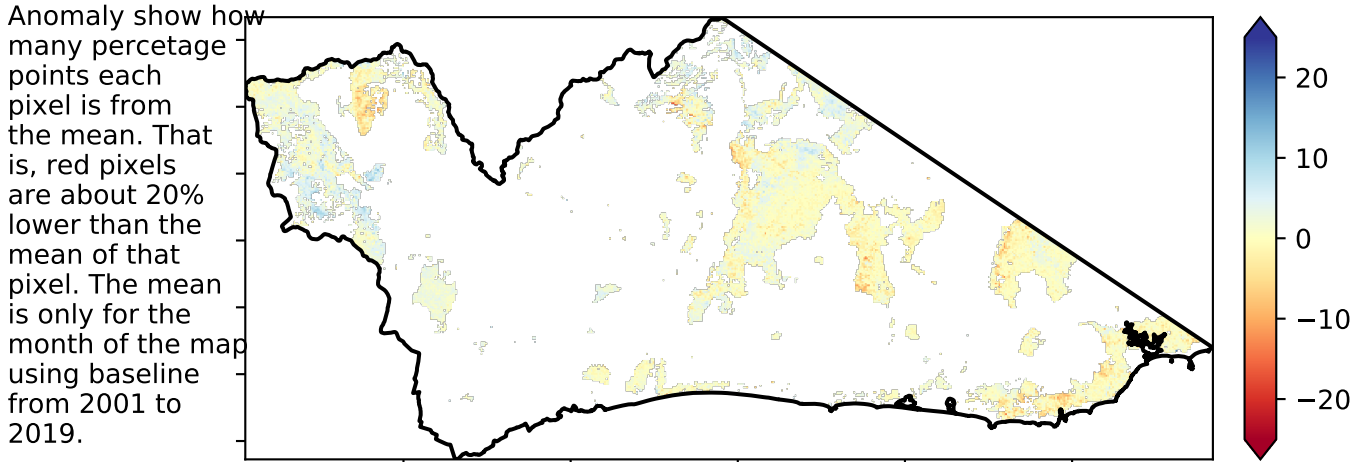 Anomaly show how
many percetage
points each
pixel is from
the mean. That
is, red pixels
are about 20%
lower than the
mean of that
pixel. The mean
is only for the
month of the map
using baseline
from 2001 to
2019.
20
10
0
−10
−20